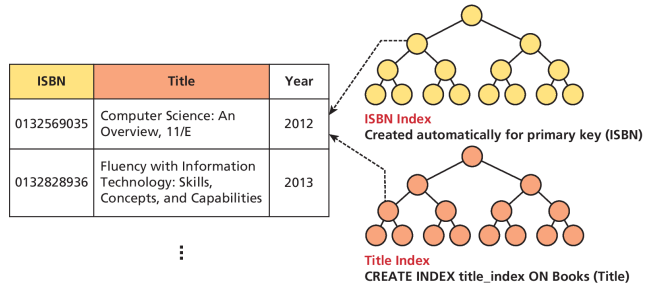 ISBN Title Year
0132569035 Computer Science: An
Overview, 11/E 2012
0132828936 Fluency with Information
Technology: Skills,
Concepts, and Capabilities 2013
ISBN Index
Created automatically for primary key (ISBN)
Title Index
CREATE INDEX title_index ON Books (Title)